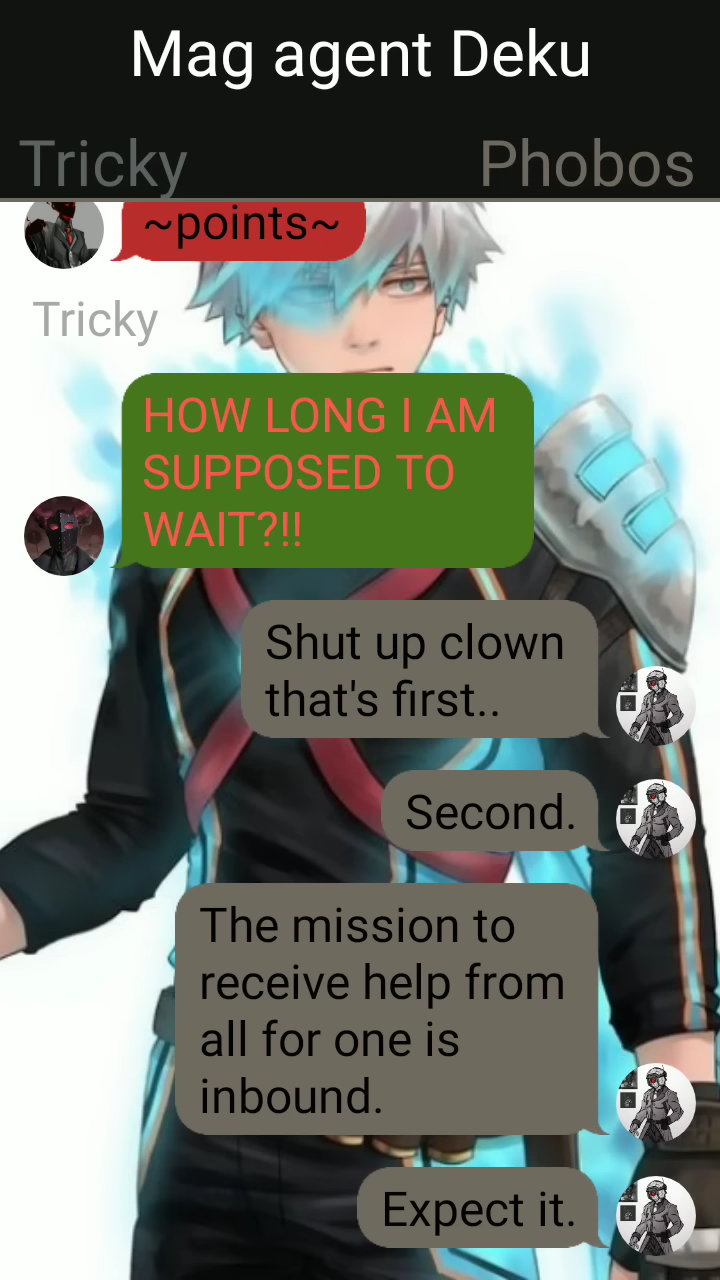 Mag agent Deku
Tricky
Phobos
~points~
Tricky
HOW LONG I AM
SUPPOSED TO
WAIT?!!
Shut up clown
that's first..
Second.
The mission to
receive help from
all for one is
inbound.
Expect it.